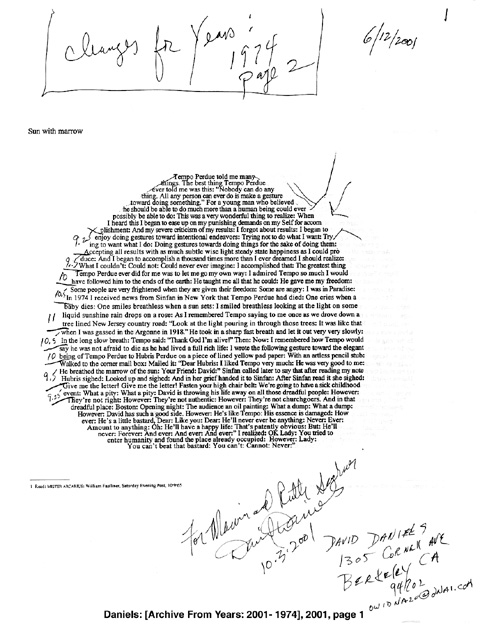 1
changes for Years:
1974
page 2
6/12/2001
Sun with marrow
Tempo Perdue told me many
things. The best thing Tempo Perdue
ever told me was this: "Nobody can do any
thing. All any person can ever do is make a gesture
toward doing something." For a young man who believed
he should be able to do much more than a human being could ever
possibly be able to do: This was a very wonderful thing to realize: When
I heard this I began to ease up on my punishing demands on my Self for accom
plishment: And my severe criticism of my results: I forgot about results: I began to
9.2 enjoy doing gestures toward intentional endeavors: Trying not to do what I want: Try
ing to want what I do: Doing gestures towards doing things for the sake of doing them:
Accepting all results with as much nimble wise light steady state happiness as I could pro
9.5 duce: And I began to accomplish a thousand times more than I ever dreamed I should realize:
What I couldn't: Could not: Could never ever imagine: I accomplished that: The greatest thing
10 Tempo Perdue ever did for me was to let me go my own way: I admired Tempo so much I would
have followed him to the ends of the earth: He taught me all that he could: He gave me my freedom:
Some people are very frightened when they are given their freedom: Some are angry: I was in Paradise:
10.5 In 1974 I received news from Sinfan in New York that Tempo Perdue had died: One cries when a
baby dies: One smiles breathless when a sun sets: I smiled breathless looking at the light on some
11 liquid sunshine rain drops on a rose: As I remembered Tempo saying to me once as we drove down a
tree lined New Jersey country road: "Look at the light pouring in through those trees: It was like that
when I was gassed in the Argonne in 1918." He took in a sharp fast breath and let it out very very slowly:
10.5 In the long slow breath: Tempo said: "Thank God I'm alive!" Then: Now: I remembered how Tempo would
say he was not afraid to die as he had lived a full rich life: I wrote the following gesture toward the elegant
10 being of Tempo Perdue to Hubris Perdue on a piece of lined yellow pad paper: With an artless pencil stub:
Walked to the corner mail box: Mailed it: "Dear Hubris: I liked Tempo very much: He was very good to me:
9.5 He breathed the marrow of the sun: Your Friend: David:" Sinfan called later to say that after reading my note
Hubris sighed: Looked up and sighed: And in her grief handed it to Sinfan: After Sinfan read it she sighed:
Give me the letter! Give me the letter! Fasten your high chair belt: We're going to have a sick childhood
event: What a pity: What a pity: David is throwing his life away on all those dreadful people: However:
They're not right: However: They're not authentic: However: They're not churchgoers. And in that
dreadful place: Boston: Opening night: The audience an oil painting: What a dump: What a dump:
However: David has such a good side. However: He's like Tempo: His essence is damaged: How
ever: He's a little bastard, Dear: Like your Dear: He'll never ever be anything: Never: Ever:
Amount to anything: Oh: He'll have a happy life: That's patently obvious: But: He'll
never: Forever: And ever: And ever: And ever:" I realized: OK Lady: You tried to
enter humanity and found the place already occupied: However: Lady:
You can't beat that bastard: You can't: Cannot: Never:"
William Faulkner, Saturday Evening Post,
For Marvin and Ruth Sackner
David Daniels
10.3.2001
DAVID DANIELS
1305 CORNELL AVE
BERKELEY CA
94702
Daniels: [Archive From Years: 2001- 1974], 2001, page 1